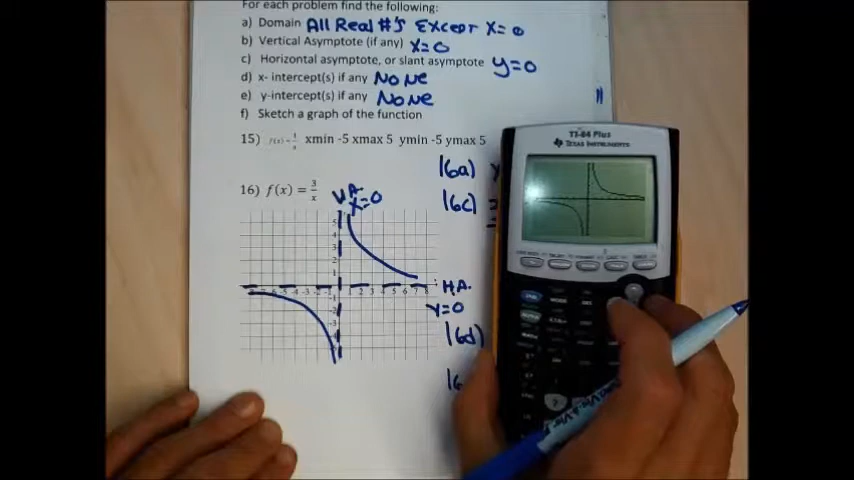 For each problem find the following:
a) Domain All Real #'s Except x=0
b) Vertical Asymptote (if any) x=0
c) Horizontal asymptote, or slant asymptote y=0
d) x- intercept(s) if any None
e) y-intercept(s) if any None
f) Sketch a graph of the function
15) xmin -5 xmax 5 ymin -5 ymax 5
16a)
16) f(x) = 3/x
V.A. x=0
16c)
H.A. y=0
16d)
TI-84 Plus
TEXAS INSTRUMENTS